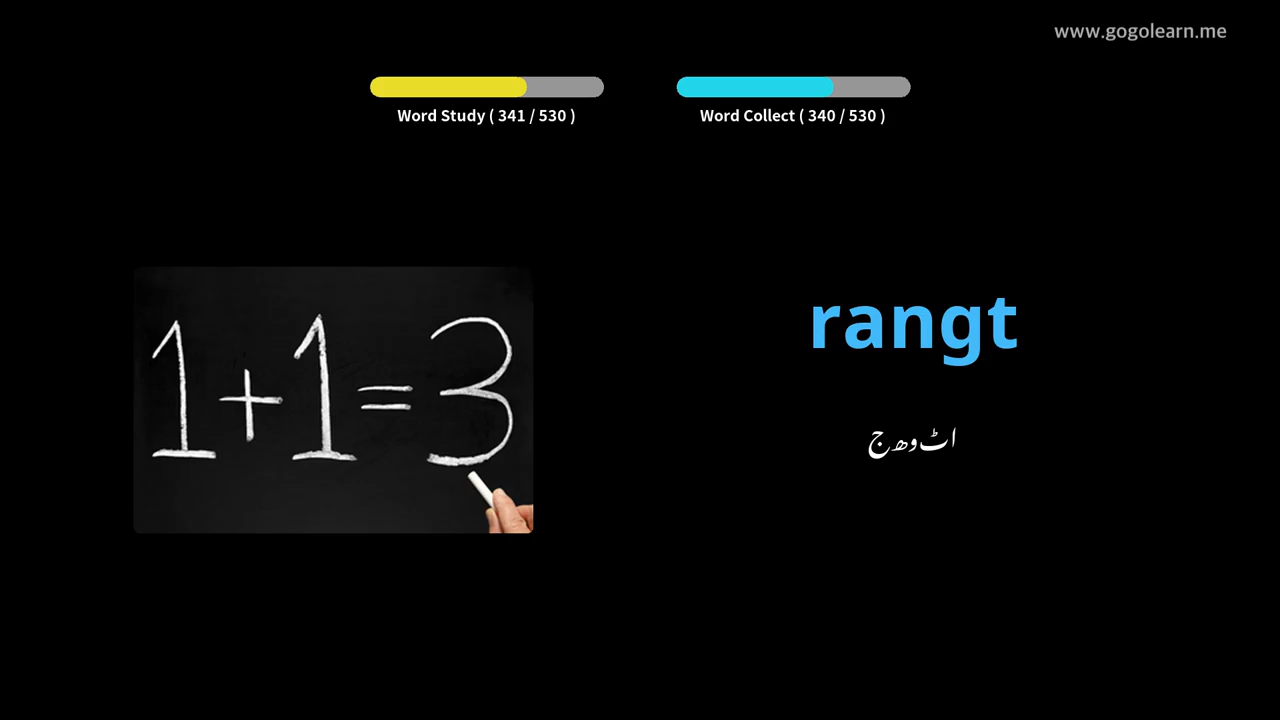 www.gogolearn.me
Word Study ( 341 / 530 )
Word Collect ( 340 / 530 )
1+1=3
rangt
اٹوھج